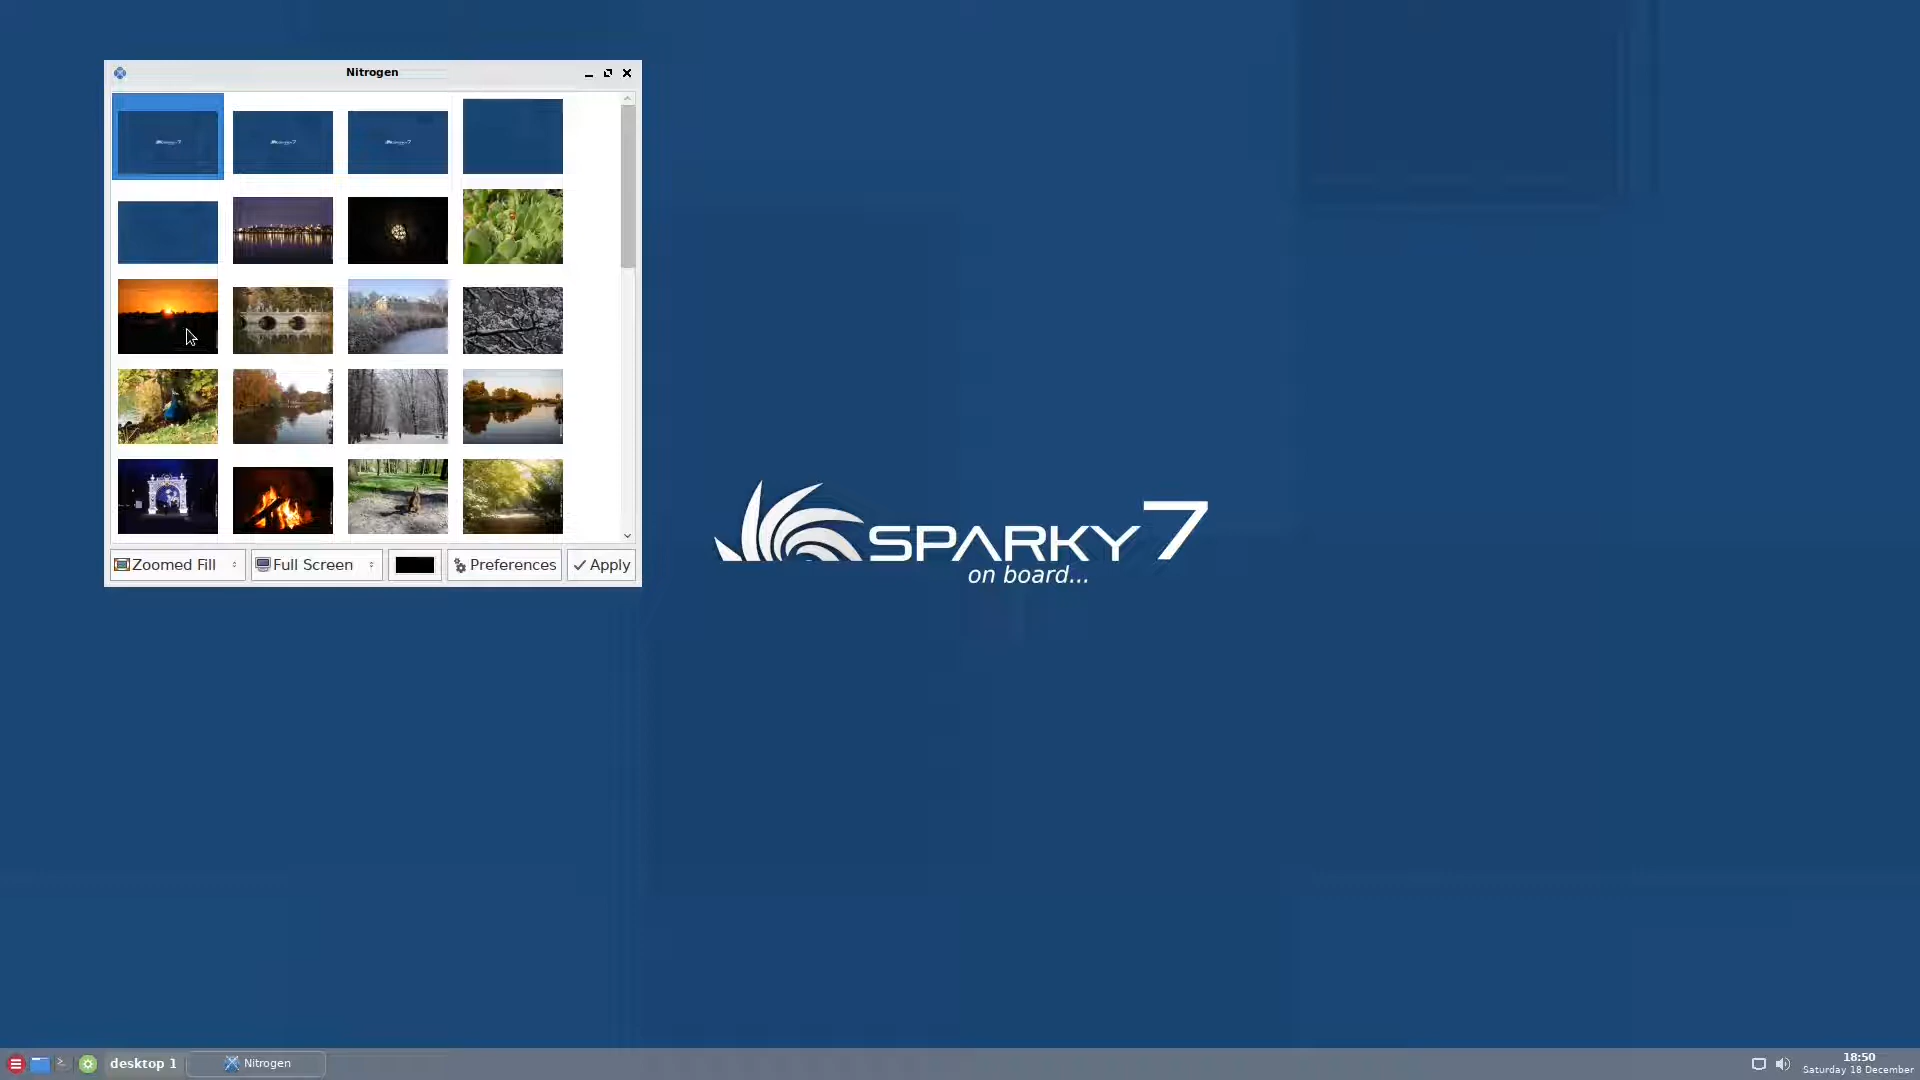 Nitrogen
Zoomed Fill
Full Screen
Preferences
Apply
SPARKY 7
on board...
desktop 1
Nitrogen
18:50
Saturday 18 December